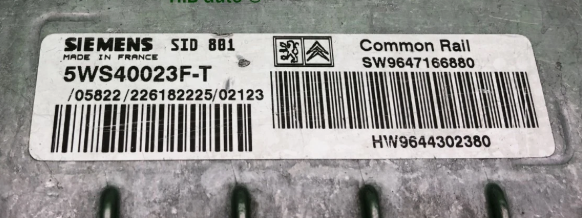 SIEMENS SID 801
MADE IN FRANCE
5WS40023F-T
/05822/226182225/02123
Common Rail
SW9647166880
HW9644302380